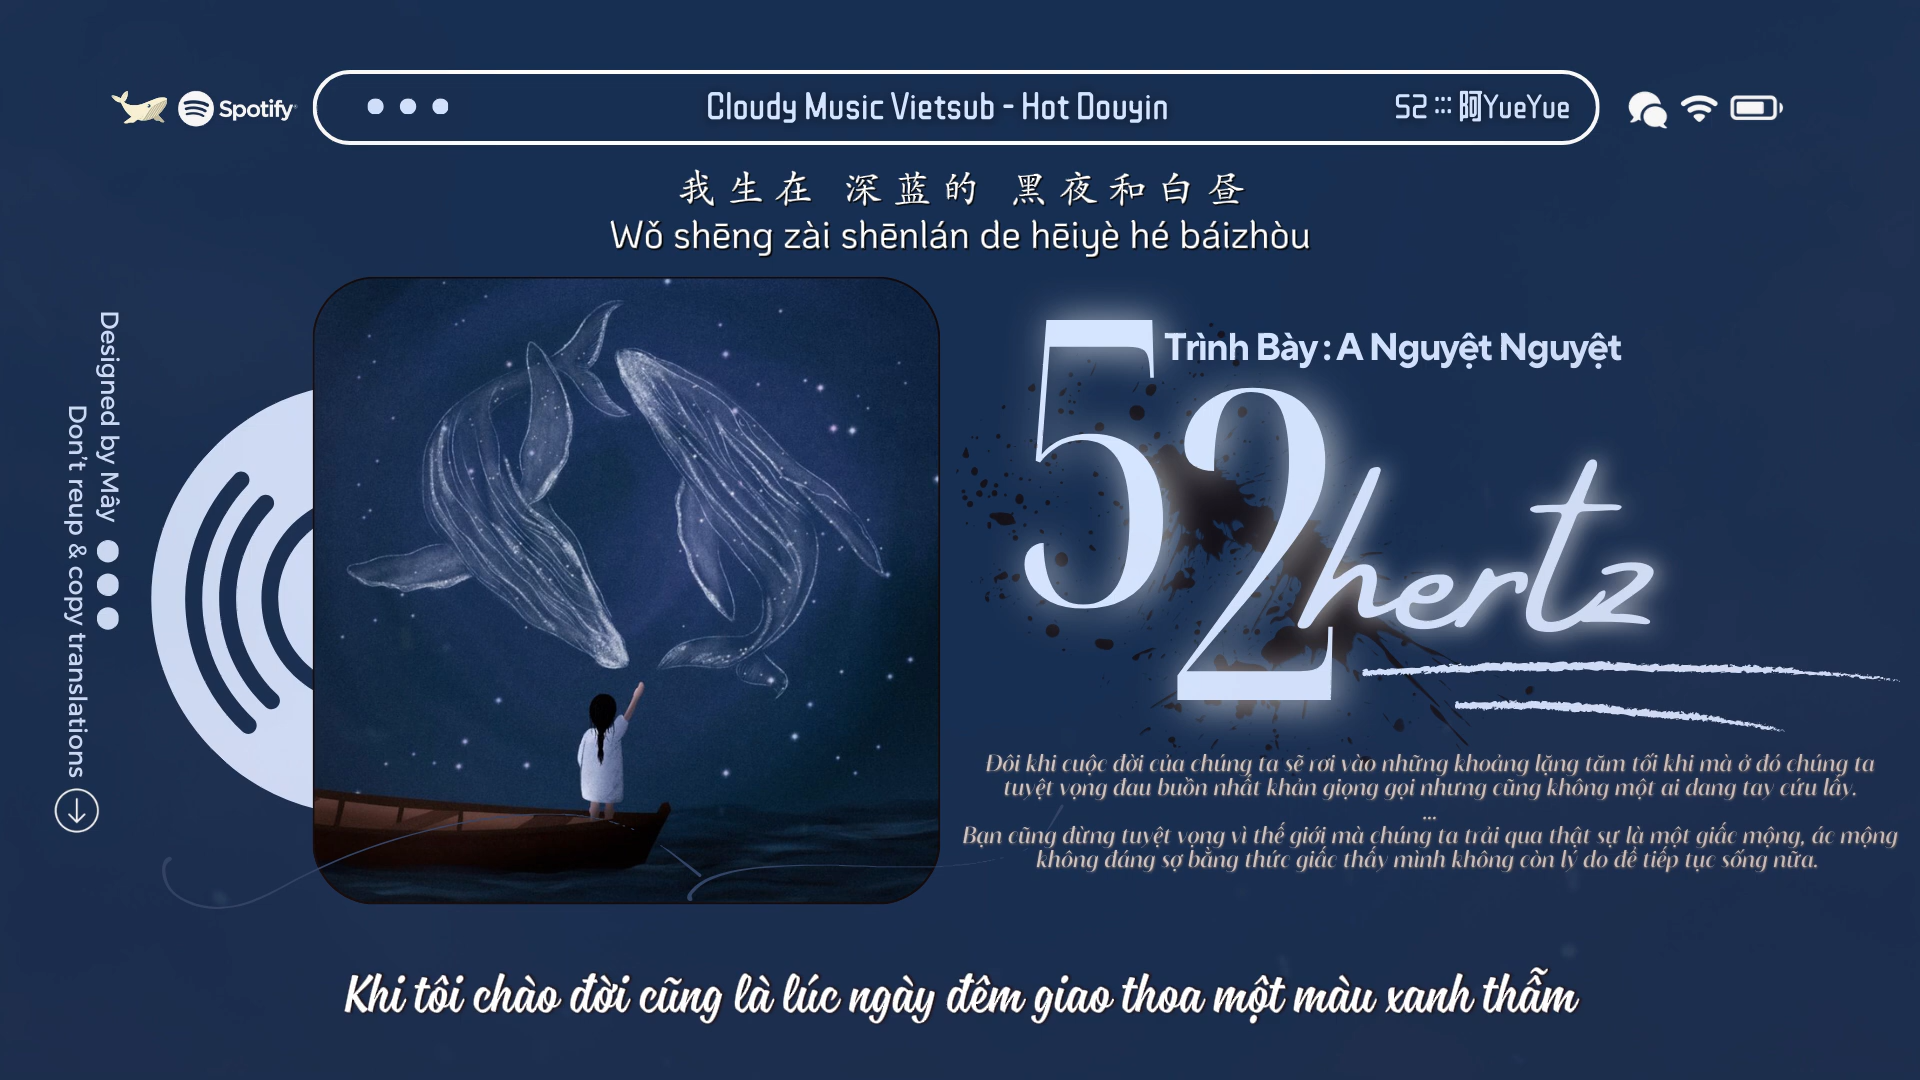 Spotify
Cloudy Music Vietsub - Hot Douyin
52 ::: 阿YueYue
我生在 深蓝的 黑夜和白昼
Wǒ shēng zài shēnlán de hēiyè hé báizhòu
Designed by Mây
Don't reup & copy translations
Trình Bày : A Nguyệt Nguyệt
52
hertz
Đôi khi cuộc đời của chúng ta sẽ rơi vào những khoảng lặng tăm tối khi mà ở đó chúng ta
tuyệt vọng đau buồn nhất khản giọng gọi nhưng cũng không một ai dang tay cứu lấy.
...
Bạn cũng đừng tuyệt vọng vì thế giới mà chúng ta trải qua thật sự là một giấc mộng, ác mộng
không đáng sợ bằng thức giấc thấy mình không còn lý do để tiếp tục sống nữa.
Khi tôi chào đời cũng là lúc ngày đêm giao thoa một màu xanh thẫm